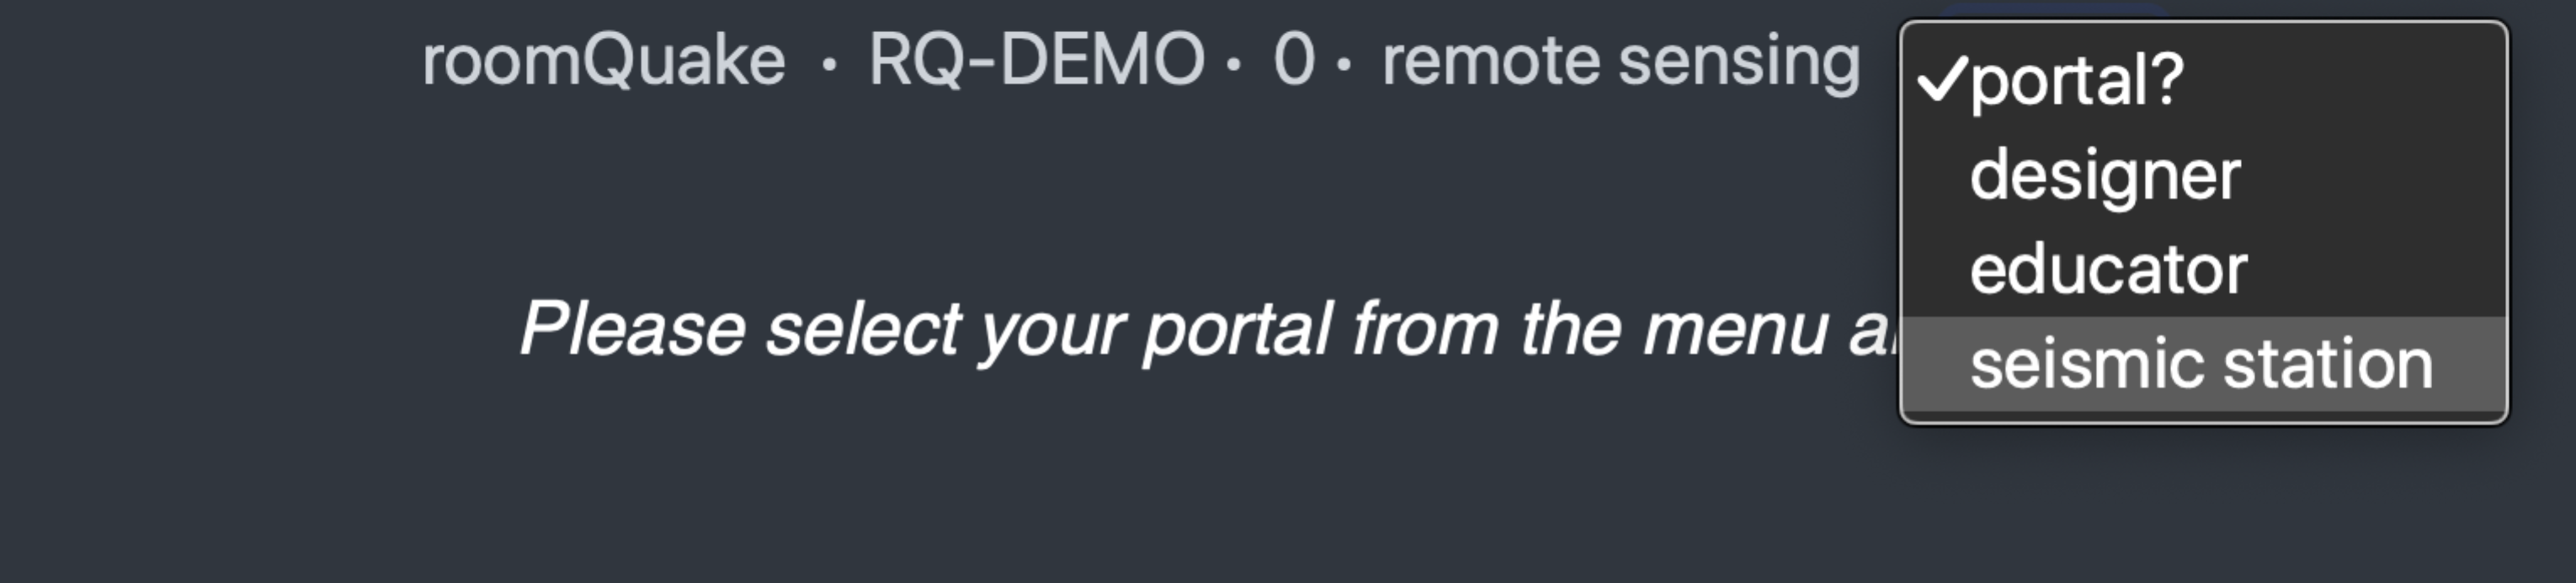 roomQuake • RQ-DEMO • 0 • remote sensing
✓portal?
designer
educator
seismic station
Please select your portal from the menu